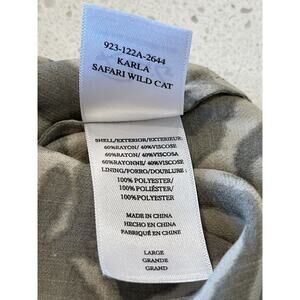 923-122A-2644
KARLA
SAFARI WILD CAT
SHELL/EXTERIOR/EXTERIEUR:
60%RAYON/ 40%VISCOSE
60%RAYÓN/ 40%VISCOSA
60%RAYONNE/ 40%VISCOSE
LINING/FORRO/DOUBLURE :
100% POLYESTER/
100% POLIÉSTER/
100% POLYESTER
MADE IN CHINA
HECHO EN CHINA
FABRIQUÉ EN CHINE
LARGE
GRANDE
GRAND